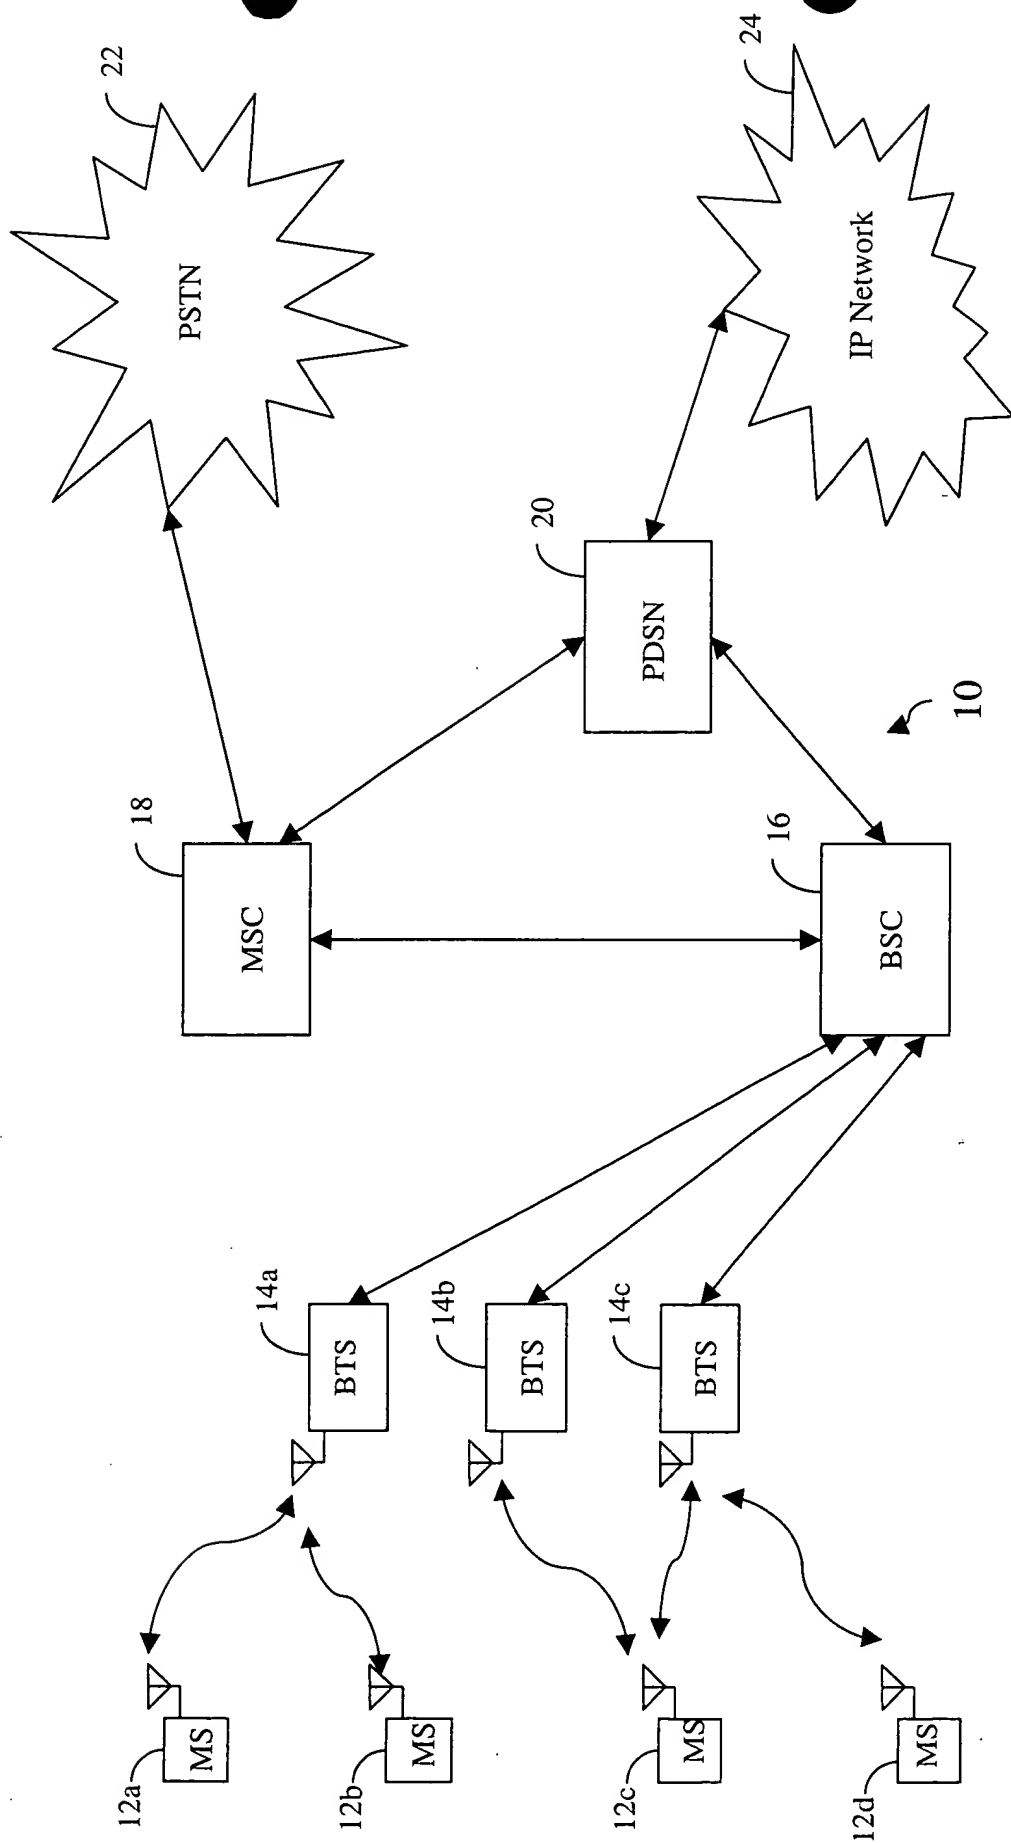 12a
MS
12b
MS
12c
MS
12d
MS
14a
BTS
14b
BTS
14c
BTS
18
MSC
16
BSC
20
PDSN
10
22
PSTN
24
IP Network